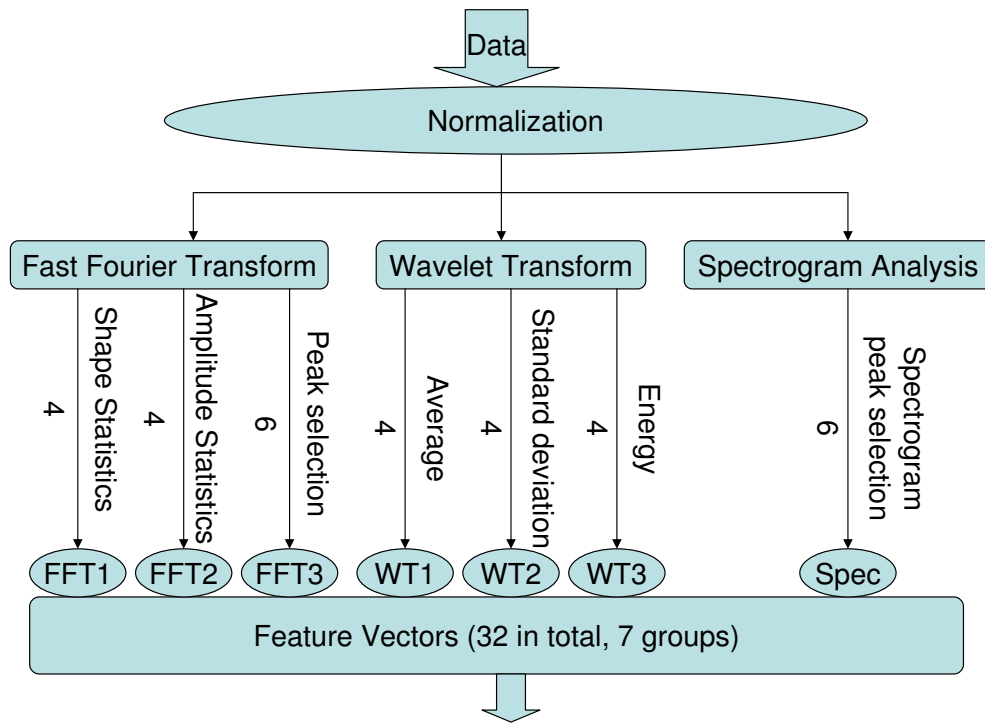 Data
Normalization
Fast Fourier Transform
Wavelet Transform
Spectrogram Analysis
Shape Statistics
4
Amplitude Statistics
4
Peak selection
6
Average
4
Standard deviation
4
Energy
4
Spectrogram
peak selection
6
FFT1
FFT2
FFT3
WT1
WT2
WT3
Spec
Feature Vectors (32 in total, 7 groups)